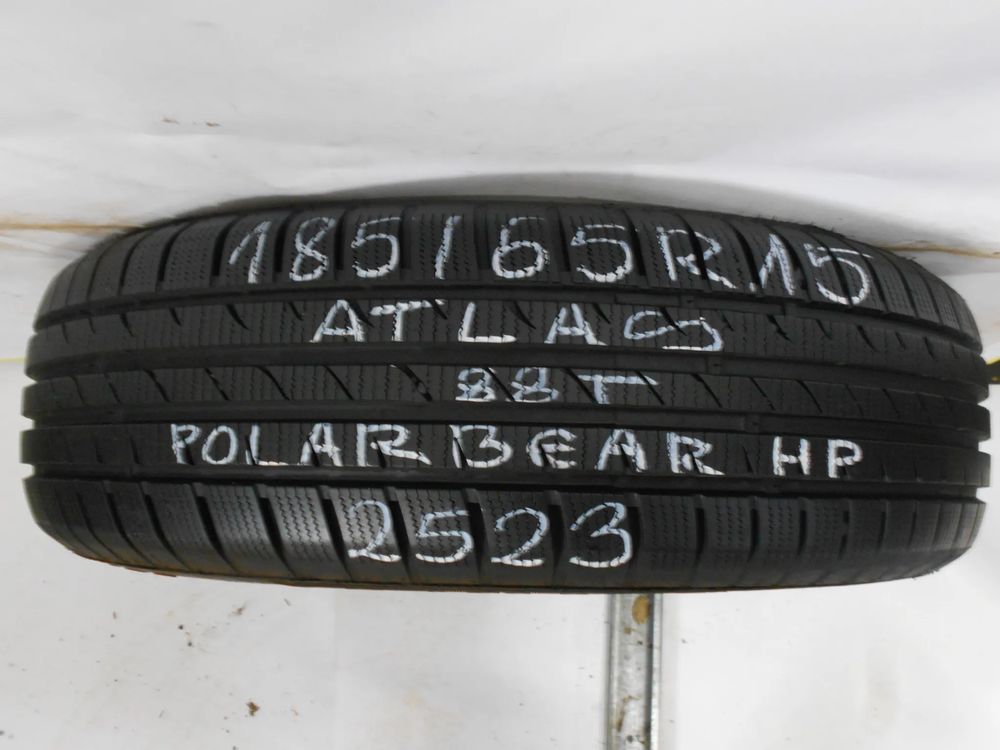 185/65R15
ATLAS
88T
POLARBEAR HP
2523